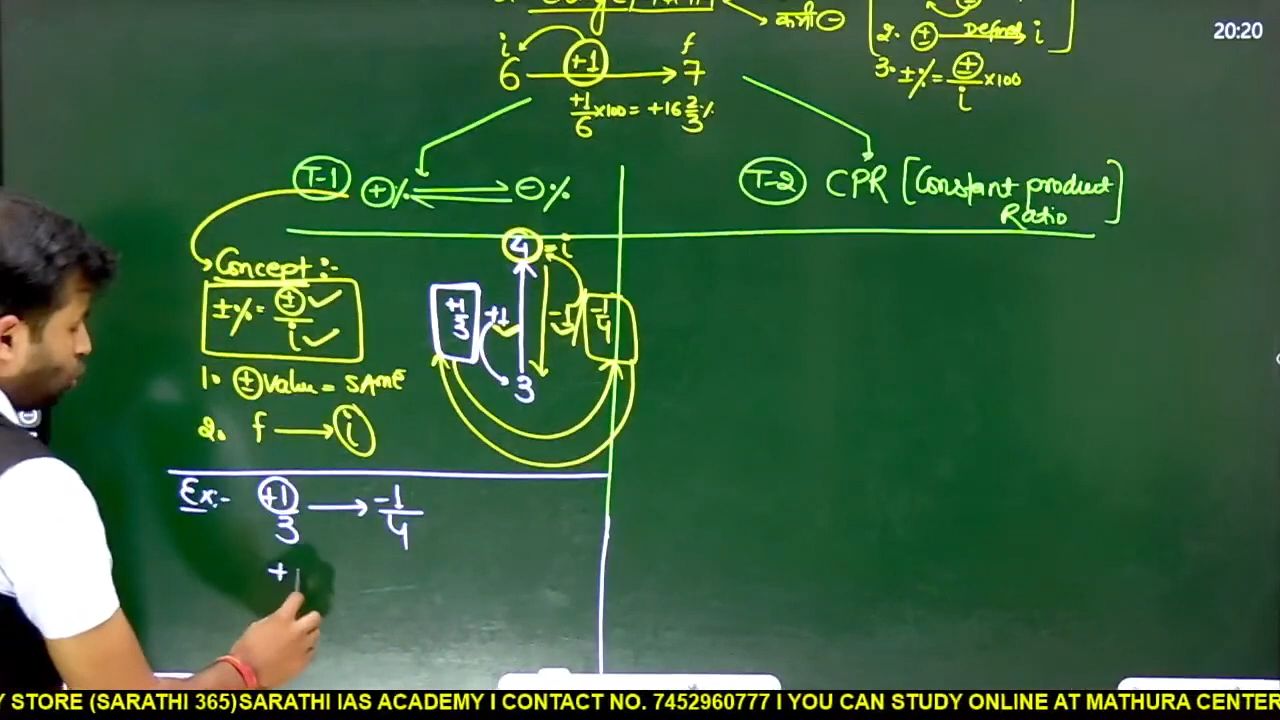 20:20
कभी ⊖
2. ⊕ Defined i
3. ±% = ±/i ×100
i f
6 +1 7
+1/6 ×100 = +16 2/3 %
T-1 ⊕% ⊖%
T-2 CPR [Constant product
Ratio]
Concept :-
±% = ±/i
1. ± Value = SAME
2. f → i
4 = i
+1/3 +1 -1 -1/4
3
Ex:- +1/3 → -1/4
+
Y STORE (SARATHI 365)SARATHI IAS ACADEMY I CONTACT NO. 7452960777 I YOU CAN STUDY ONLINE AT MATHURA CENTER